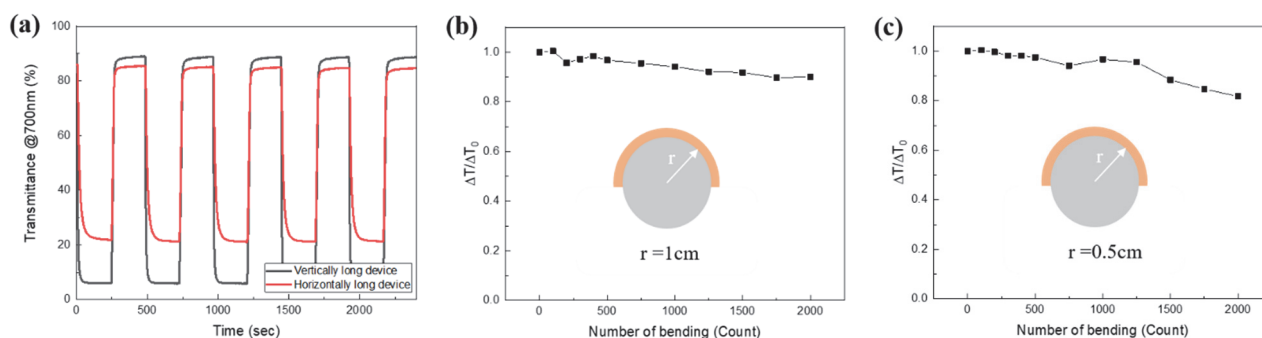 (a)
Transmittance @700nm (%)
100
80
60
40
20
0
Vertically long device
Horizontally long device
0 500 1000 1500 2000
Time (sec)
(b)
ΔT/ΔT0
1.0
0.8
0.6
0.4
0.2
0.0
r
r =1cm
0 500 1000 1500 2000
Number of bending (Count)
(c)
ΔT/ΔT0
1.0
0.8
0.6
0.4
0.2
0.0
r
r =0.5cm
0 500 1000 1500 2000
Number of bending (Count)